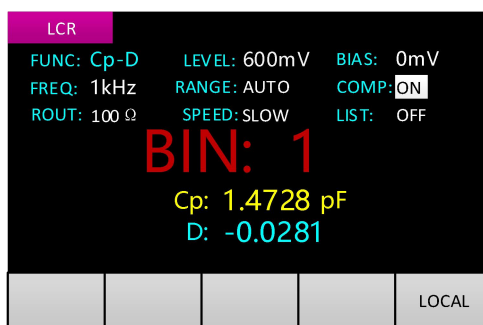 LCR
FUNC: Cp-D LEVEL: 600mV BIAS: 0mV
FREQ: 1kHz RANGE: AUTO COMP: ON
ROUT: 100 Ω SPEED: SLOW LIST: OFF
BIN: 1
Cp: 1.4728 pF
D: -0.0281
LOCAL